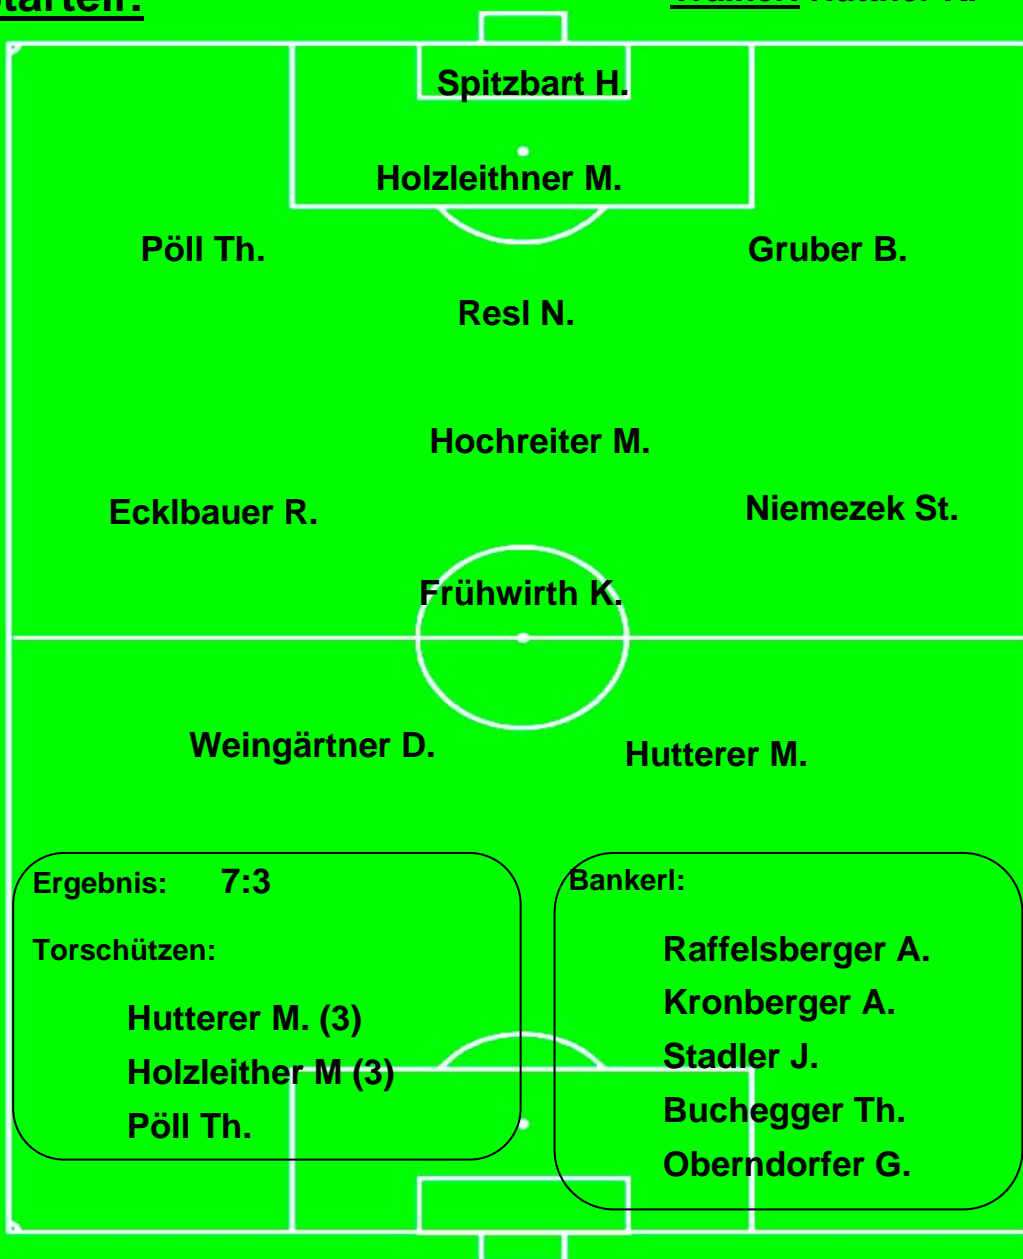 Spitzbart H.
Holzleithner M.
Pöll Th.
Gruber B.
Resl N.
Hochreiter M.
Ecklbauer R.
Niemezek St.
Frühwirth K.
Weingärtner D.
Hutterer M.
Ergebnis: 7:3
Torschützen:
Hutterer M. (3)
Holzleither M (3)
Pöll Th.
Bankerl:
Raffelsberger A.
Kronberger A.
Stadler J.
Buchegger Th.
Oberndorfer G.